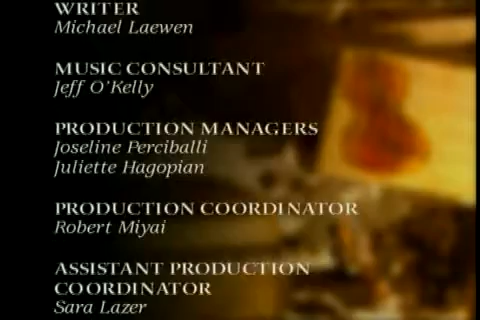 WRITER
Michael Laewen
MUSIC CONSULTANT
Jeff O'Kelly
PRODUCTION MANAGERS
Joseline Perciballi
Juliette Hagopian
PRODUCTION COORDINATOR
Robert Miyai
ASSISTANT PRODUCTION
COORDINATOR
Sara Lazer